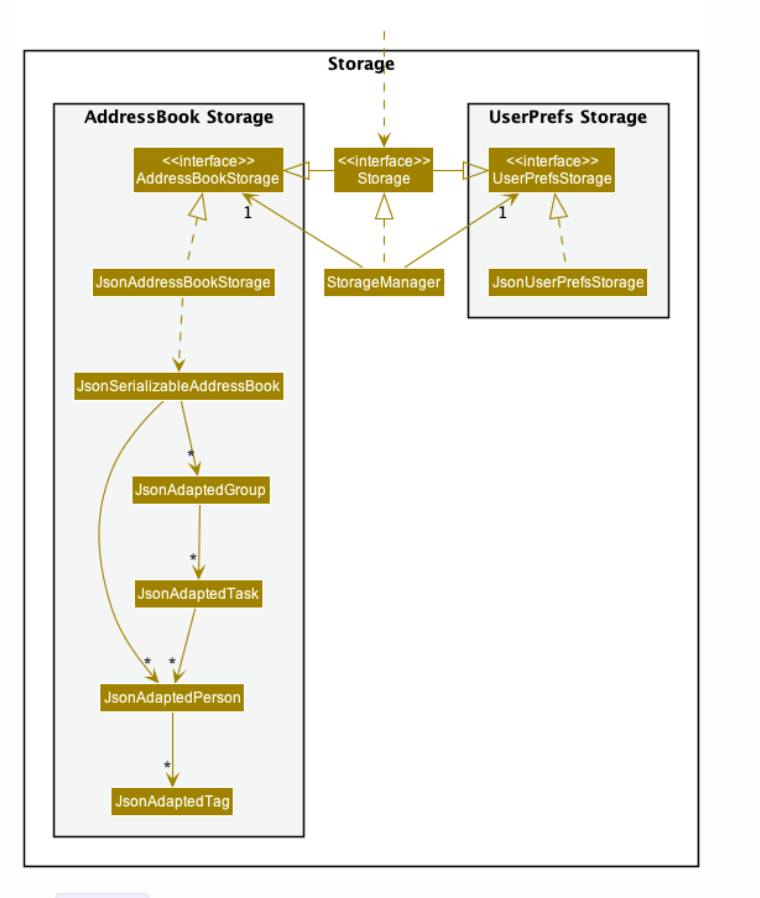 Storage
AddressBook Storage
UserPrefs Storage
<<interface>>
AddressBookStorage
<<interface>>
Storage
<<interface>>
UserPrefsStorage
1
1
JsonAddressBookStorage
StorageManager
JsonUserPrefsStorage
JsonSerializableAddressBook
*
JsonAdaptedGroup
*
JsonAdaptedTask
*
*
JsonAdaptedPerson
*
JsonAdaptedTag